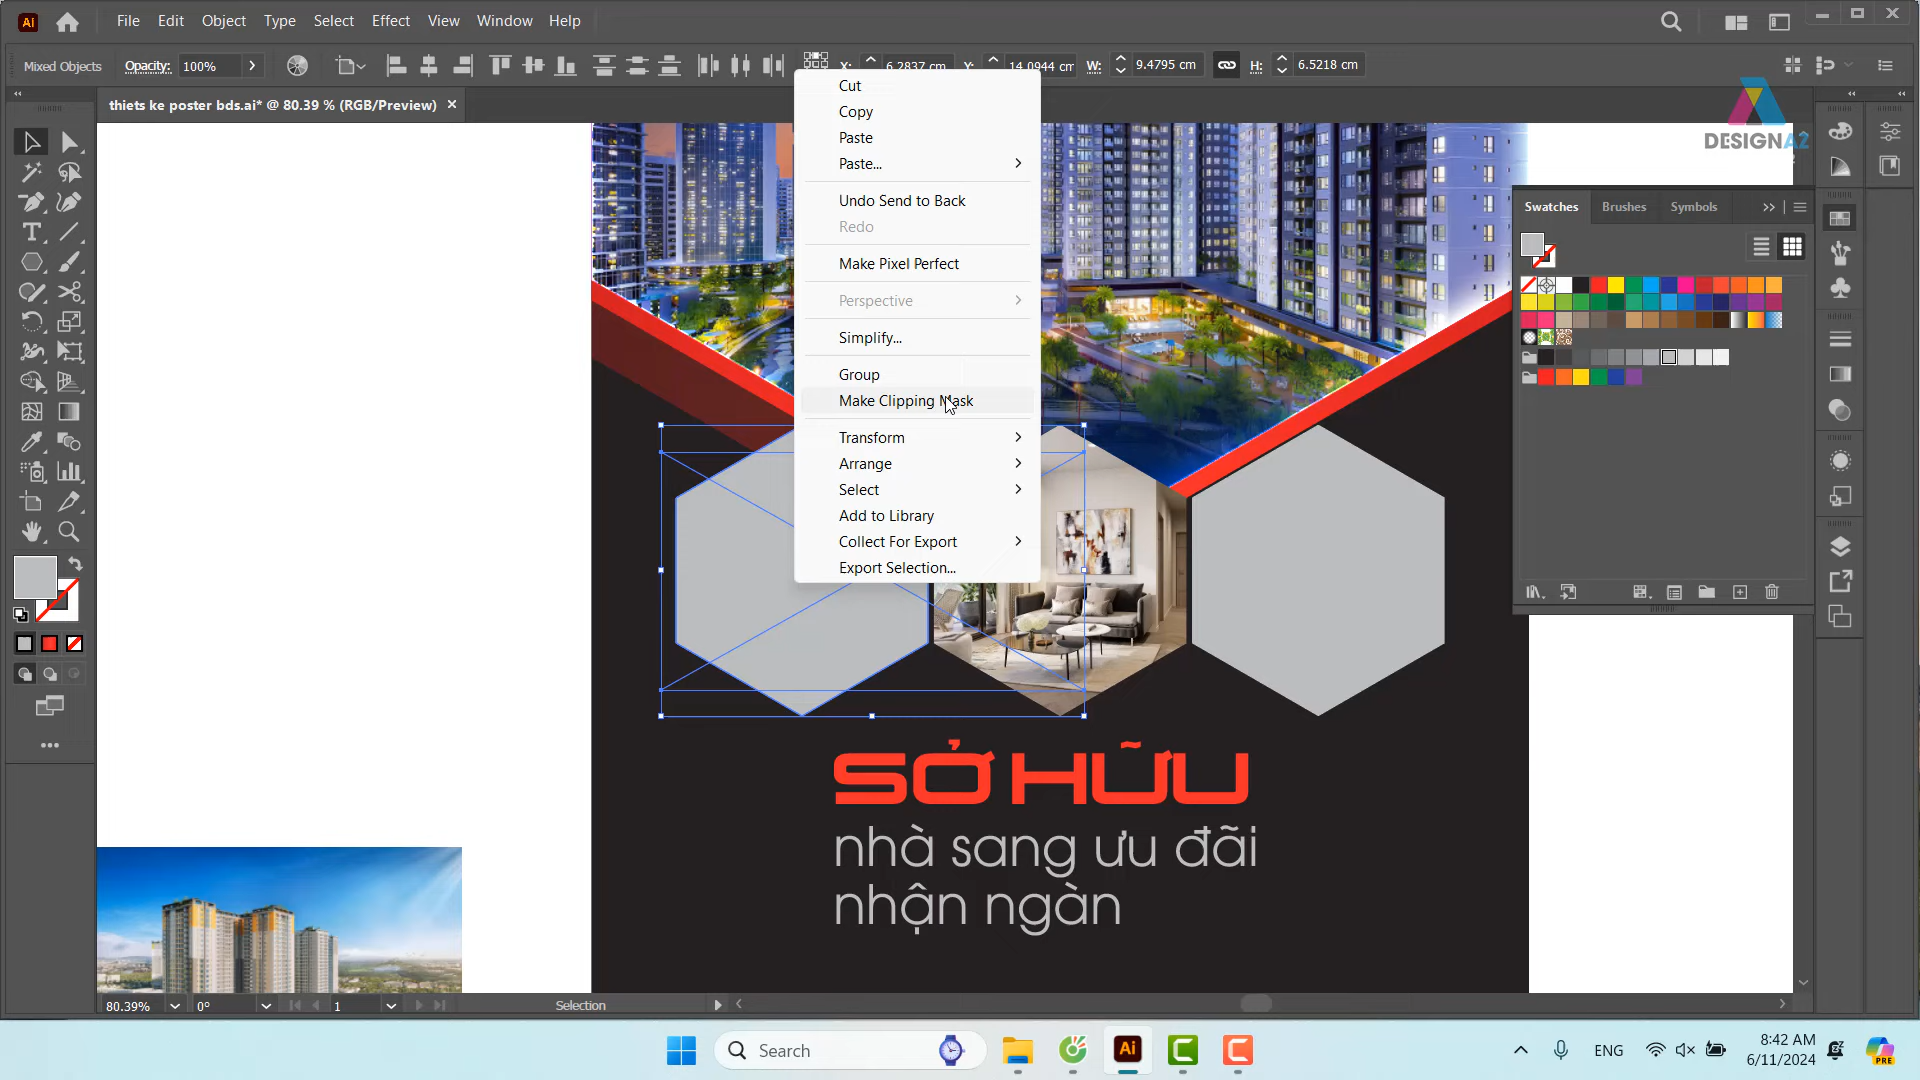 Ai File Edit Object Type Select Effect View Window Help
Mixed Objects Opacity: 100% X: 6.2837 cm Y: 14.0944 cm W: 9.4795 cm H: 6.5218 cm
thiets ke poster bds.ai* @ 80.39 % (RGB/Preview)
DESIGNA2
Cut
Copy
Paste
Paste...
Undo Send to Back
Redo
Make Pixel Perfect
Perspective
Simplify...
Group
Make Clipping Mask
Transform
Arrange
Select
Add to Library
Collect For Export
Export Selection...
Swatches Brushes Symbols
SỞ HỮU
nhà sang ưu đãi
nhận ngàn
80.39% 0° 1 Selection
Search
Ai
ENG
8:42 AM
6/11/2024
PRE